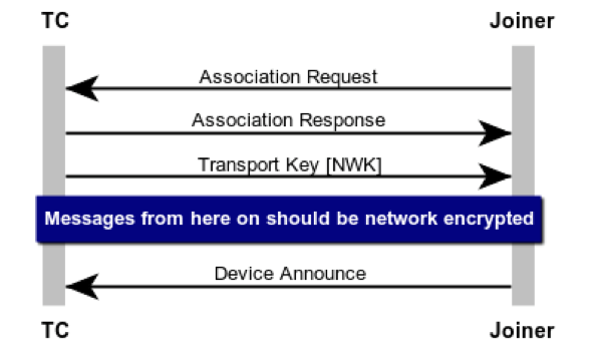 TC Joiner
Association Request
Association Response
Transport Key [NWK]
Messages from here on should be network encrypted
Device Announce
TC Joiner